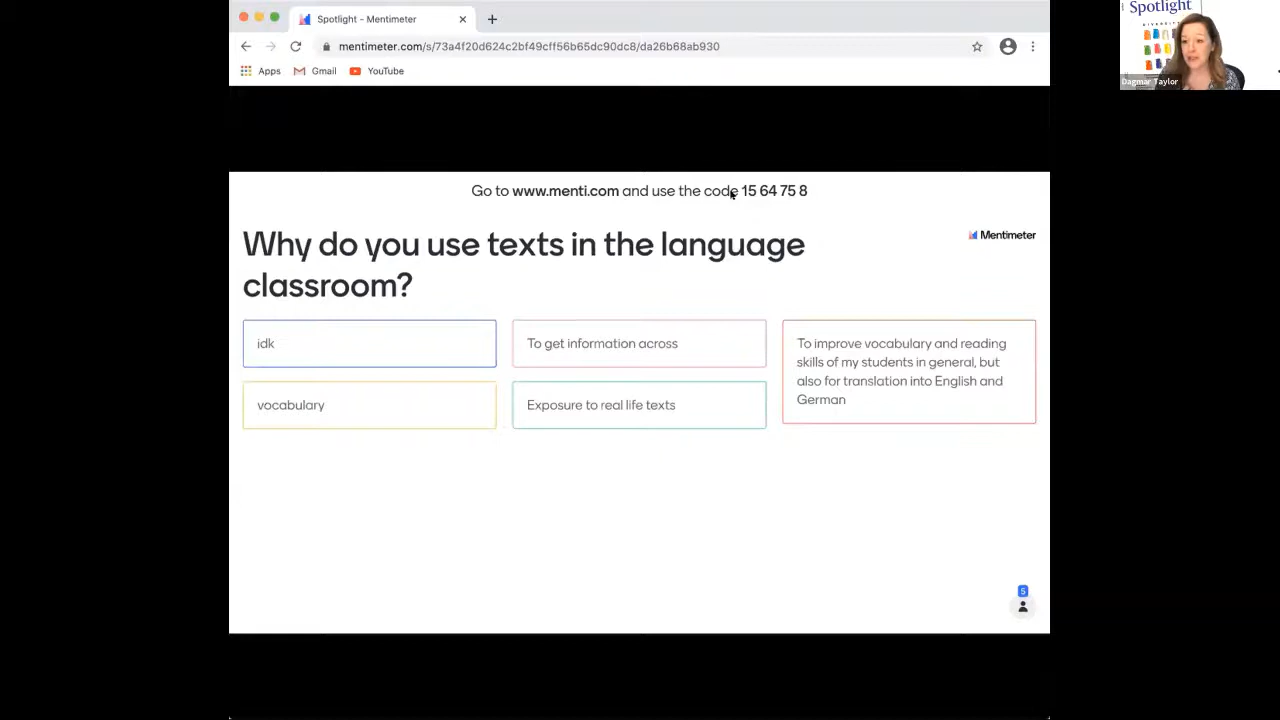 Spotlight - Mentimeter
mentimeter.com/s/73a4f20d624c2bf49cff56b65dc90dc8/da26b68ab930
Apps
Gmail
YouTube
Spotlight
Dagmar Taylor
Go to www.menti.com and use the code 15 64 75 8
Why do you use texts in the language
classroom?
Mentimeter
idk
To get information across
To improve vocabulary and reading
skills of my students in general, but
also for translation into English and
German
vocabulary
Exposure to real life texts
5